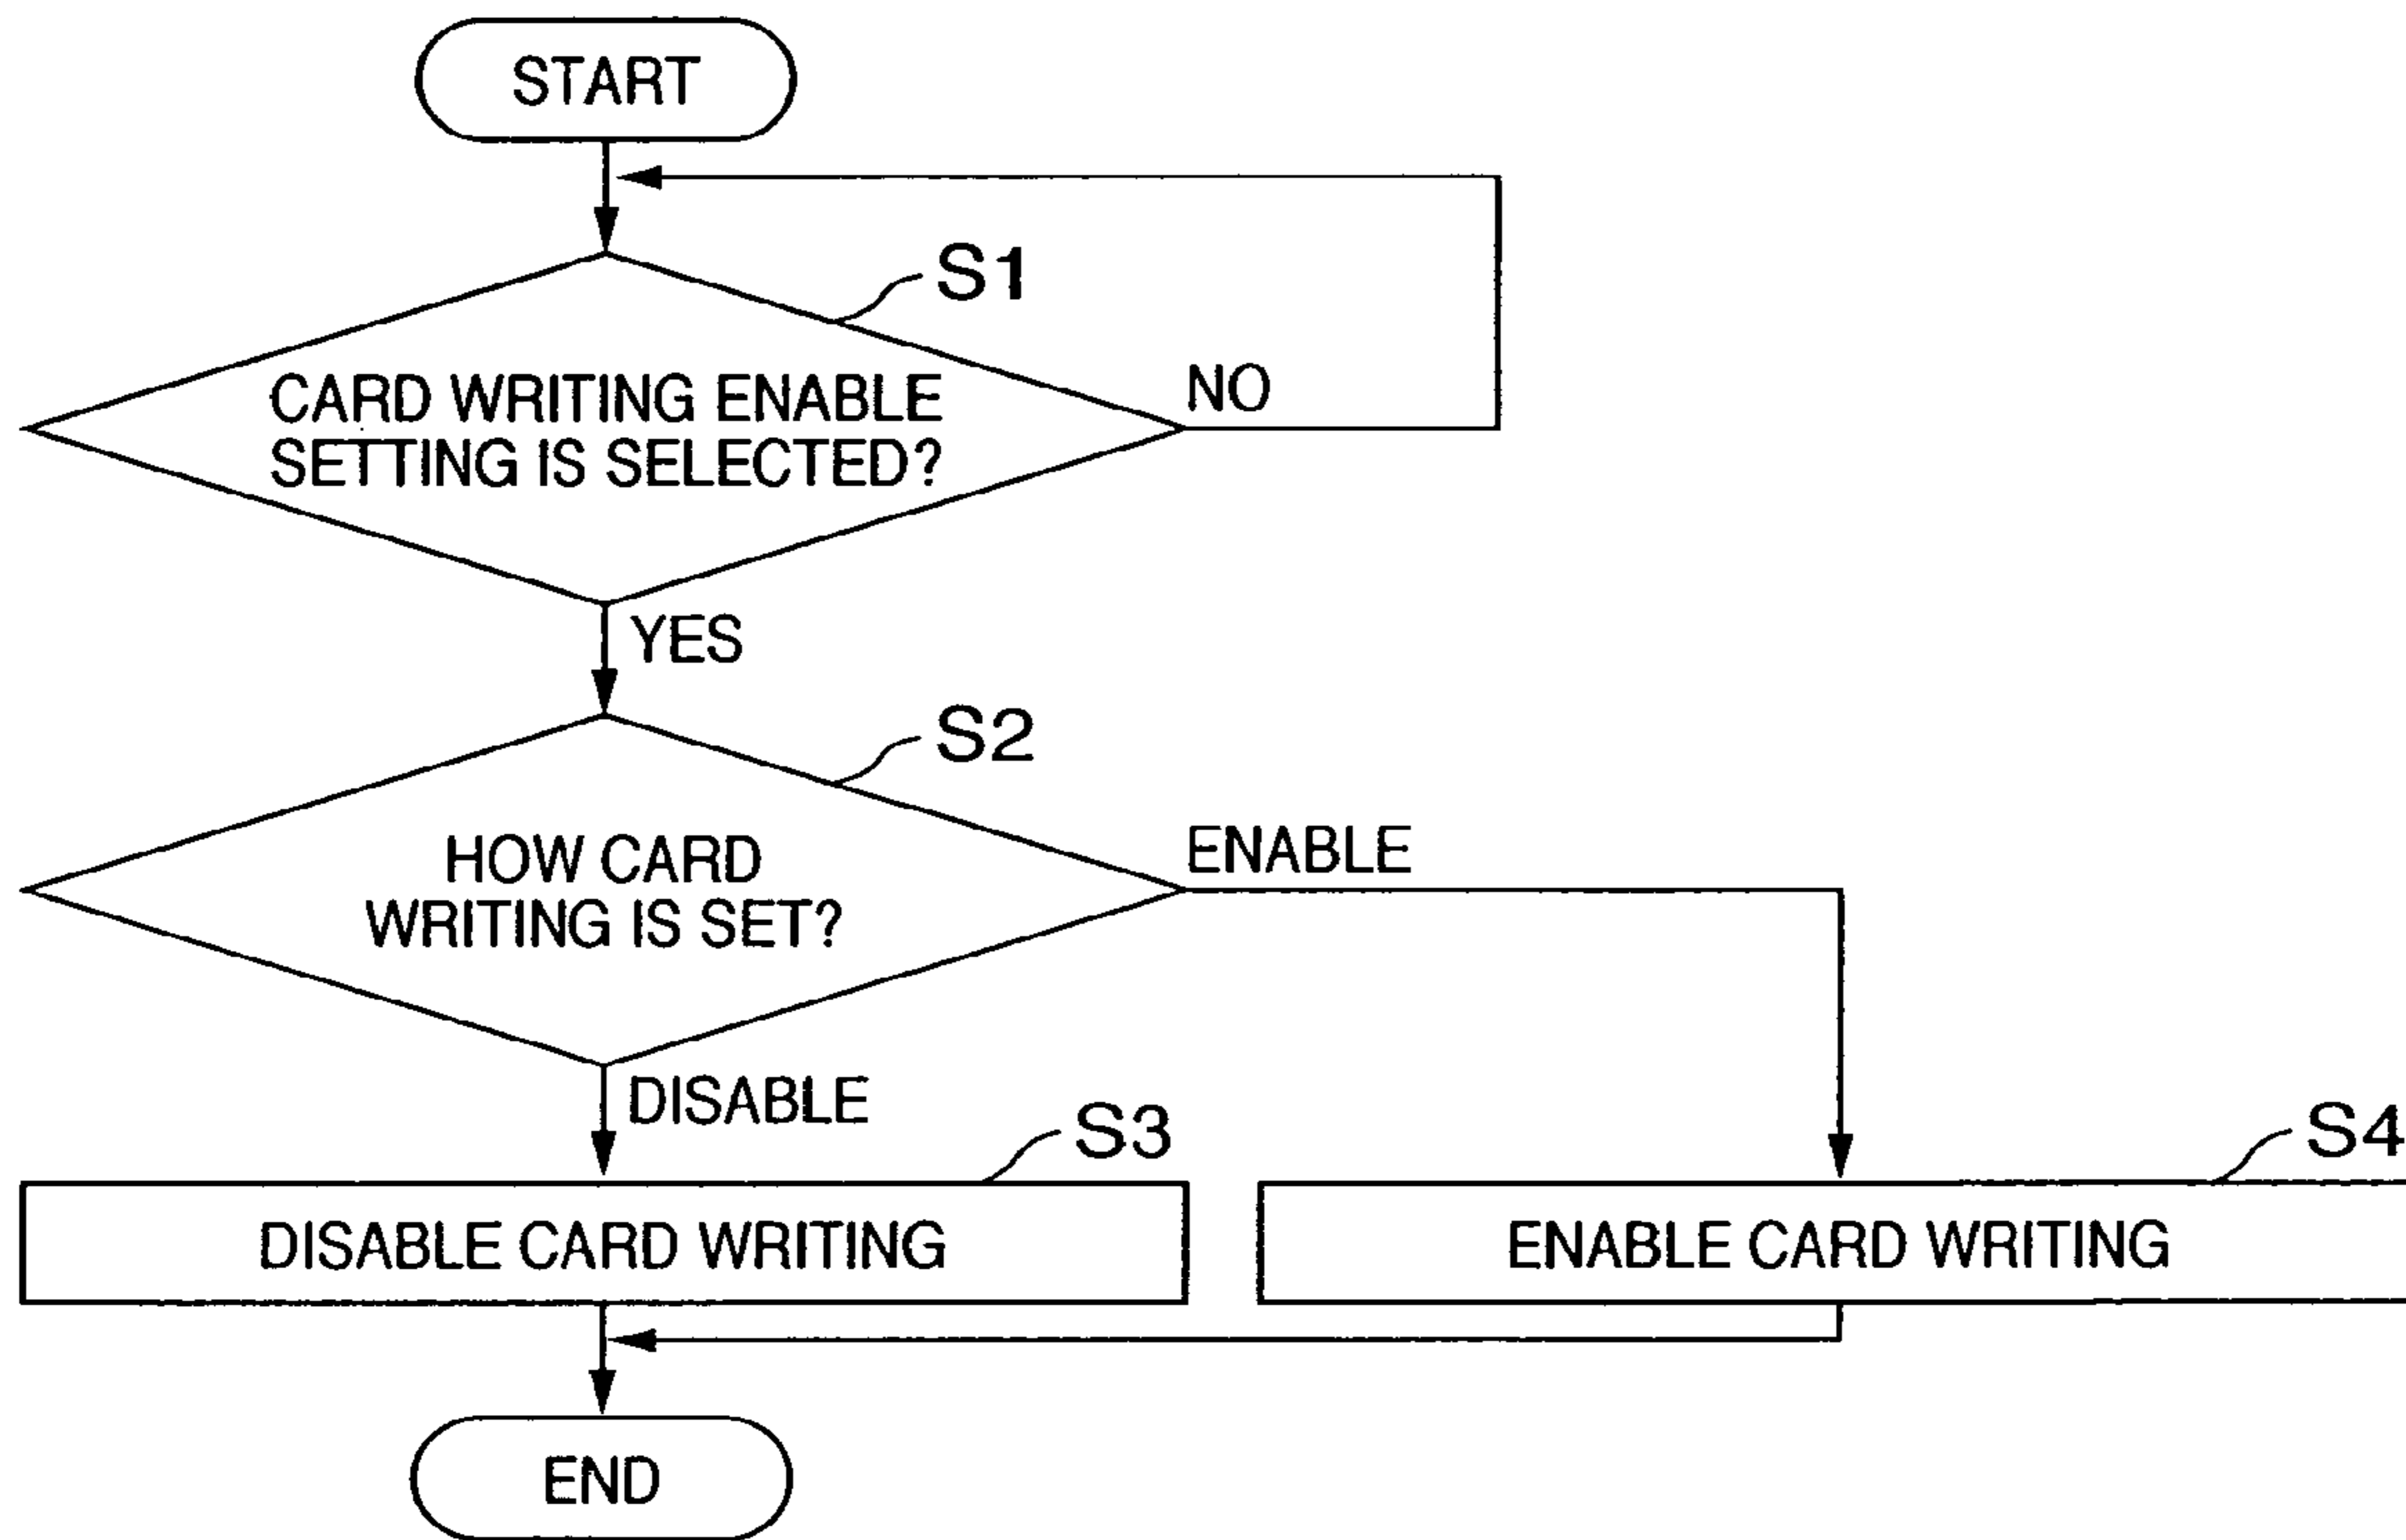 START
S1
CARD WRITING ENABLE
SETTING IS SELECTED?
NO
YES
S2
HOW CARD
WRITING IS SET?
ENABLE
DISABLE
S3
S4
DISABLE CARD WRITING
ENABLE CARD WRITING
END